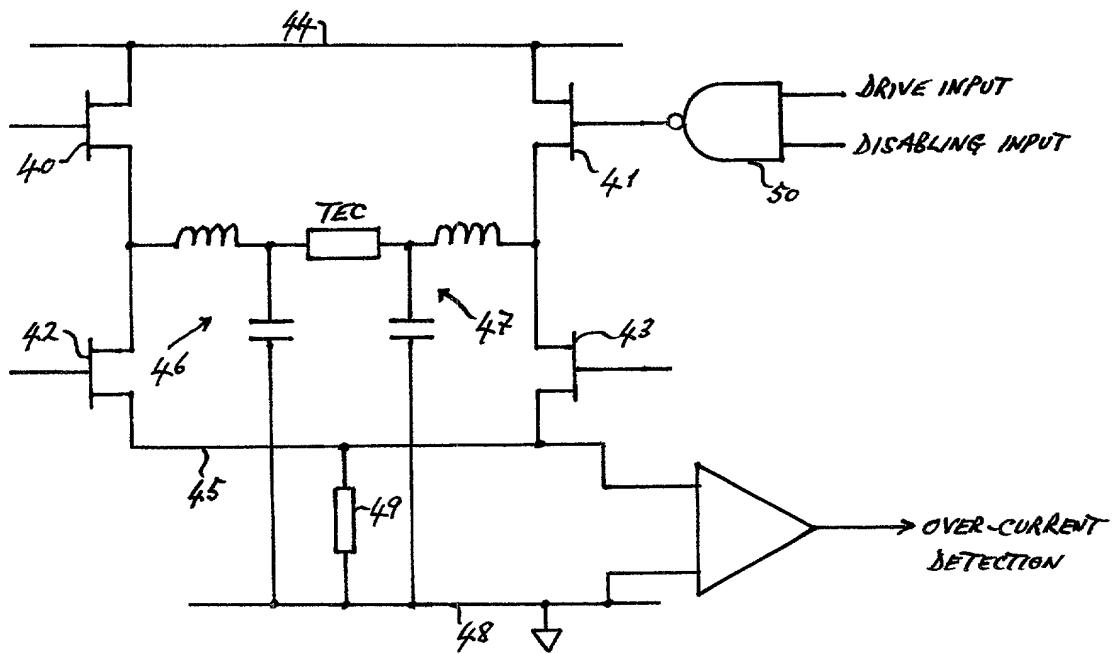 44
DRIVE INPUT
DISABLING INPUT
40
41
50
TEC
42
46
47
43
45
49
OVER-CURRENT
DETECTION
48